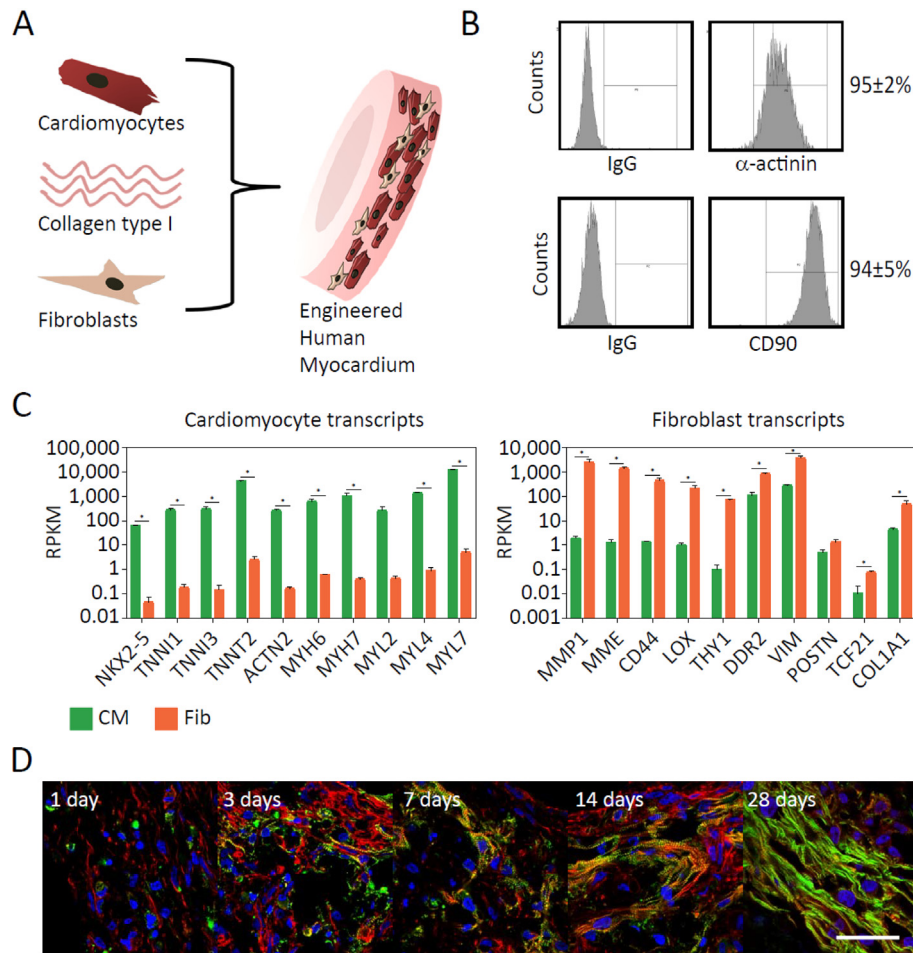 A
Cardiomyocytes
Collagen type I
Fibroblasts
Engineered
Human
Myocardium
B
Counts
IgG
α-actinin
95±2%
Counts
IgG
CD90
94±5%
C
Cardiomyocyte transcripts
RPKM
100,000
10,000
1,000
100
10
1
0.1
0.01
* * * * * * * * *
NKX2-5
TNNI1
TNNI3
TNNT2
ACTN2
MYH6
MYH7
MYL2
MYL4
MYL7
CM
Fib
Fibroblast transcripts
RPKM
10,000
1,000
100
10
1
0.1
0.01
0.001
* * * * * * * * *
MMP1
MME
CD44
LOX
THY1
DDR2
VIM
POSTN
TCF21
COL1A1
D
1 day
3 days
7 days
14 days
28 days